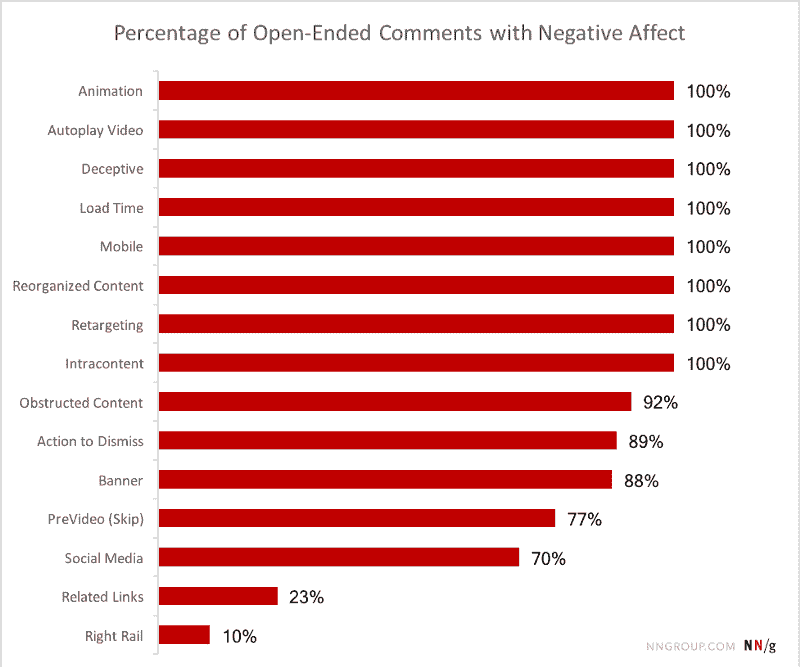 Percentage of Open-Ended Comments with Negative Affect
Animation 100%
Autoplay Video 100%
Deceptive 100%
Load Time 100%
Mobile 100%
Reorganized Content 100%
Retargeting 100%
Intracontent 100%
Obstructed Content 92%
Action to Dismiss 89%
Banner 88%
PreVideo (Skip) 77%
Social Media 70%
Related Links 23%
Right Rail 10%
NNGROUP.COM NN/g